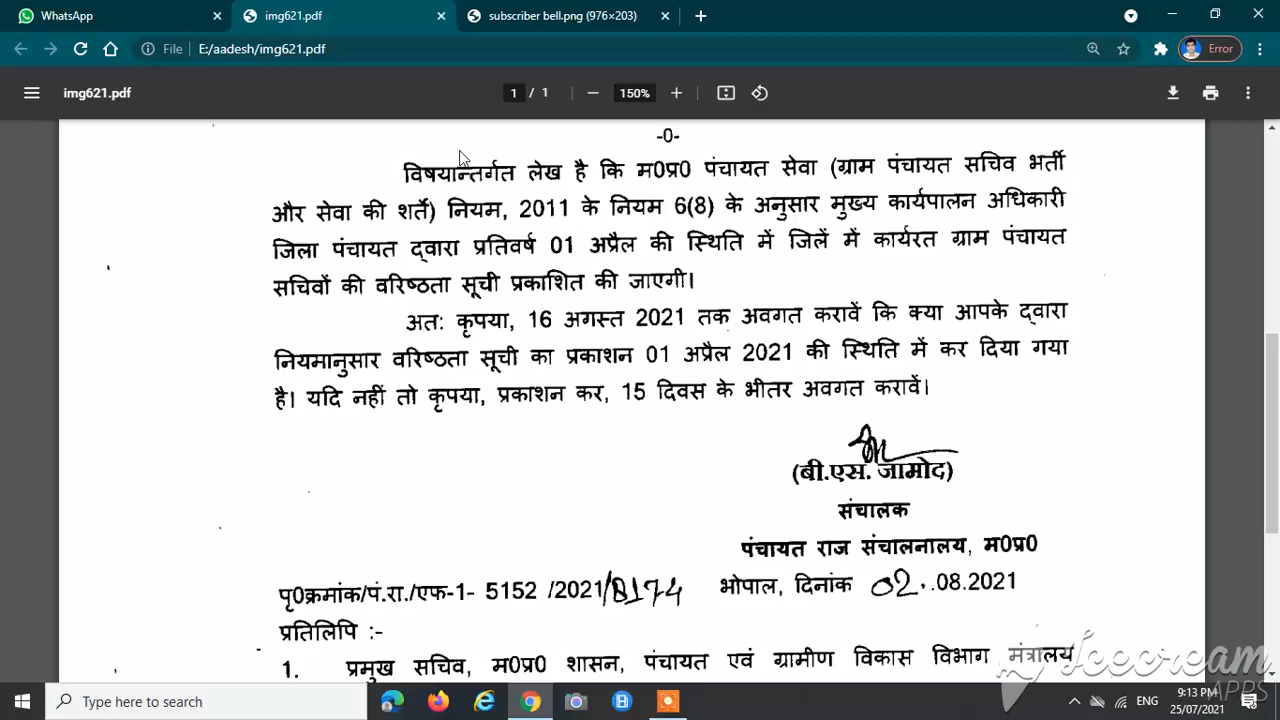 WhatsApp
img621.pdf
subscriber bell.png (976×203)
File E:/aadesh/img621.pdf
Error
img621.pdf
1 / 1
150%
-0-
विषयान्तर्गत लेख है कि म0प्र0 पंचायत सेवा (ग्राम पंचायत सचिव भर्ती
और सेवा की शर्ते) नियम, 2011 के नियम 6(8) के अनुसार मुख्य कार्यपालन अधिकारी
जिला पंचायत द्वारा प्रतिवर्ष 01 अप्रैल की स्थिति में जिलें में कार्यरत ग्राम पंचायत
सचिवों की वरिष्ठता सूची प्रकाशित की जाएगी।
अतः कृपया, 16 अगस्त 2021 तक अवगत करावें कि क्या आपके द्वारा
नियमानुसार वरिष्ठता सूची का प्रकाशन 01 अप्रैल 2021 की स्थिति में कर दिया गया
है। यदि नहीं तो कृपया, प्रकाशन कर, 15 दिवस के भीतर अवगत करावें।
(बी.एस. जामोद)
संचालक
पंचायत राज संचालनालय, म0प्र0
पृ0क्रमांक/पं.रा./एफ-1- 5152 /2021/8174 भोपाल, दिनांक 02..08.2021
प्रतिलिपि :-
1. प्रमुख सचिव, म0प्र0 शासन, पंचायत एवं ग्रामीण विकास विभाग मंत्रालय
Icecream
APPS
Type here to search
ENG
9:13 PM
25/07/2021